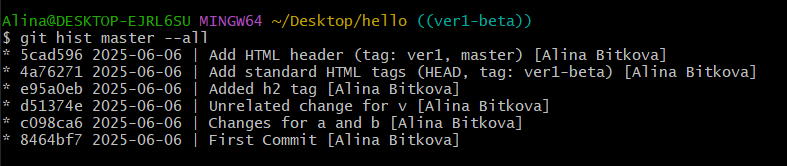 Alina@DESKTOP-EJRL6SU MINGW64 ~/Desktop/hello ((ver1-beta))
$ git hist master --all
* 5cad596 2025-06-06 | Add HTML header (tag: ver1, master) [Alina Bitkova]
* 4a76271 2025-06-06 | Add standard HTML tags (HEAD, tag: ver1-beta) [Alina Bitkova]
* e95a0eb 2025-06-06 | Added h2 tag [Alina Bitkova]
* d51374e 2025-06-06 | Unrelated change for v [Alina Bitkova]
* c098ca6 2025-06-06 | Changes for a and b [Alina Bitkova]
* 8464bf7 2025-06-06 | First Commit [Alina Bitkova]